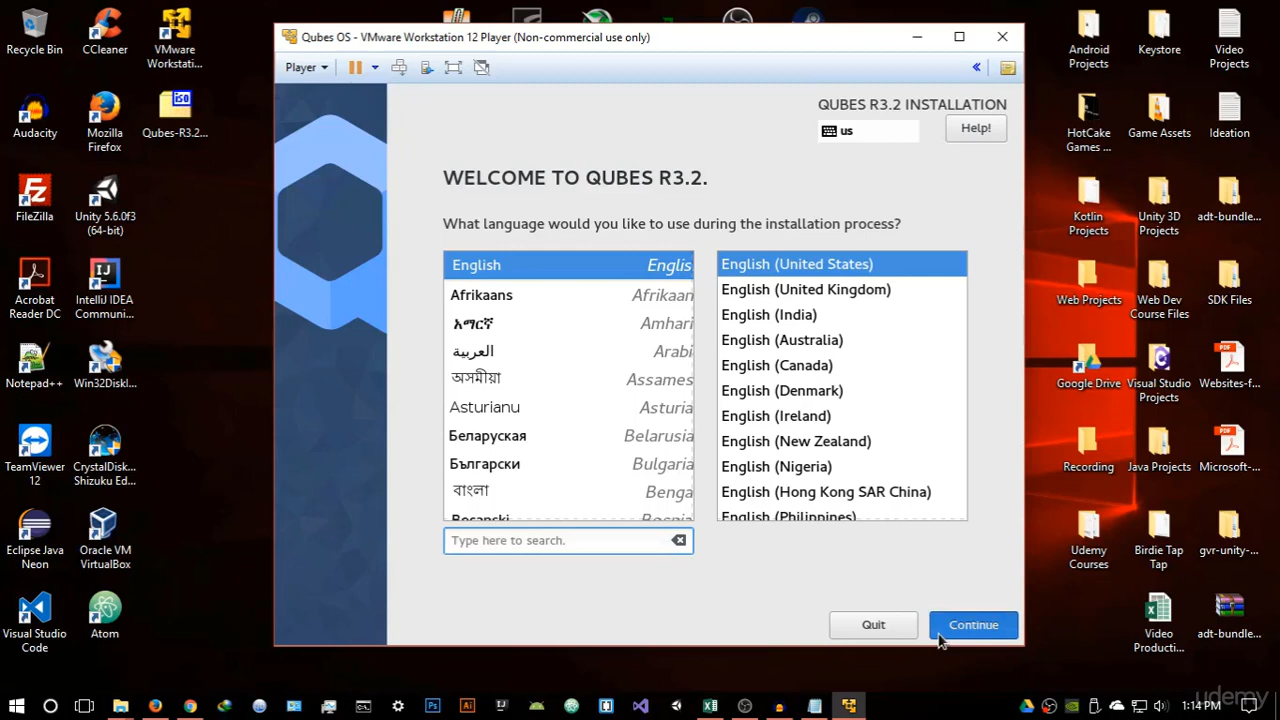 Recycle Bin
CCleaner
VMware
Workstation...
Qubes OS - VMware Workstation 12 Player (Non-commercial use only)
Player
QUBES R3.2 INSTALLATION
us
Help!
WELCOME TO QUBES R3.2.
What language would you like to use during the installation process?
English Englis
Afrikaans Afrikaan
አማርኛ Amhari
العربية Arabi
অসমীয়া Assames
Asturianu Asturia
Беларуская Belarusia
Български Bulgaria
বাংলা Benga
Bosanski Bosnia
Type here to search.
English (United States)
English (United Kingdom)
English (India)
English (Australia)
English (Canada)
English (Denmark)
English (Ireland)
English (New Zealand)
English (Nigeria)
English (Hong Kong SAR China)
English (Philippines)
Quit
Continue
Audacity
Mozilla
Firefox
ISO
Qubes-R3.2...
FileZilla
Unity 5.6.0f3
(64-bit)
Acrobat
Reader DC
IntelliJ IDEA
Communi...
Notepad++
Win32Diskl...
TeamViewer
12
CrystalDisk...
Shizuku Ed...
Eclipse Java
Neon
Oracle VM
VirtualBox
Visual Studio
Code
Atom
Android
Projects
Keystore
Video
Projects
HotCake
Games ...
Game Assets
Ideation
Kotlin
Projects
Unity 3D
Projects
adt-bundle...
Web Projects
Web Dev
Course Files
SDK Files
Google Drive
Visual Studio
Projects
PDF
Websites-f...
Recording
Java Projects
PDF
Microsoft-...
Udemy
Courses
Birdie Tap
Tap
gvr-unity-...
Video
Producti...
adt-bundle...
udemy
1:14 PM